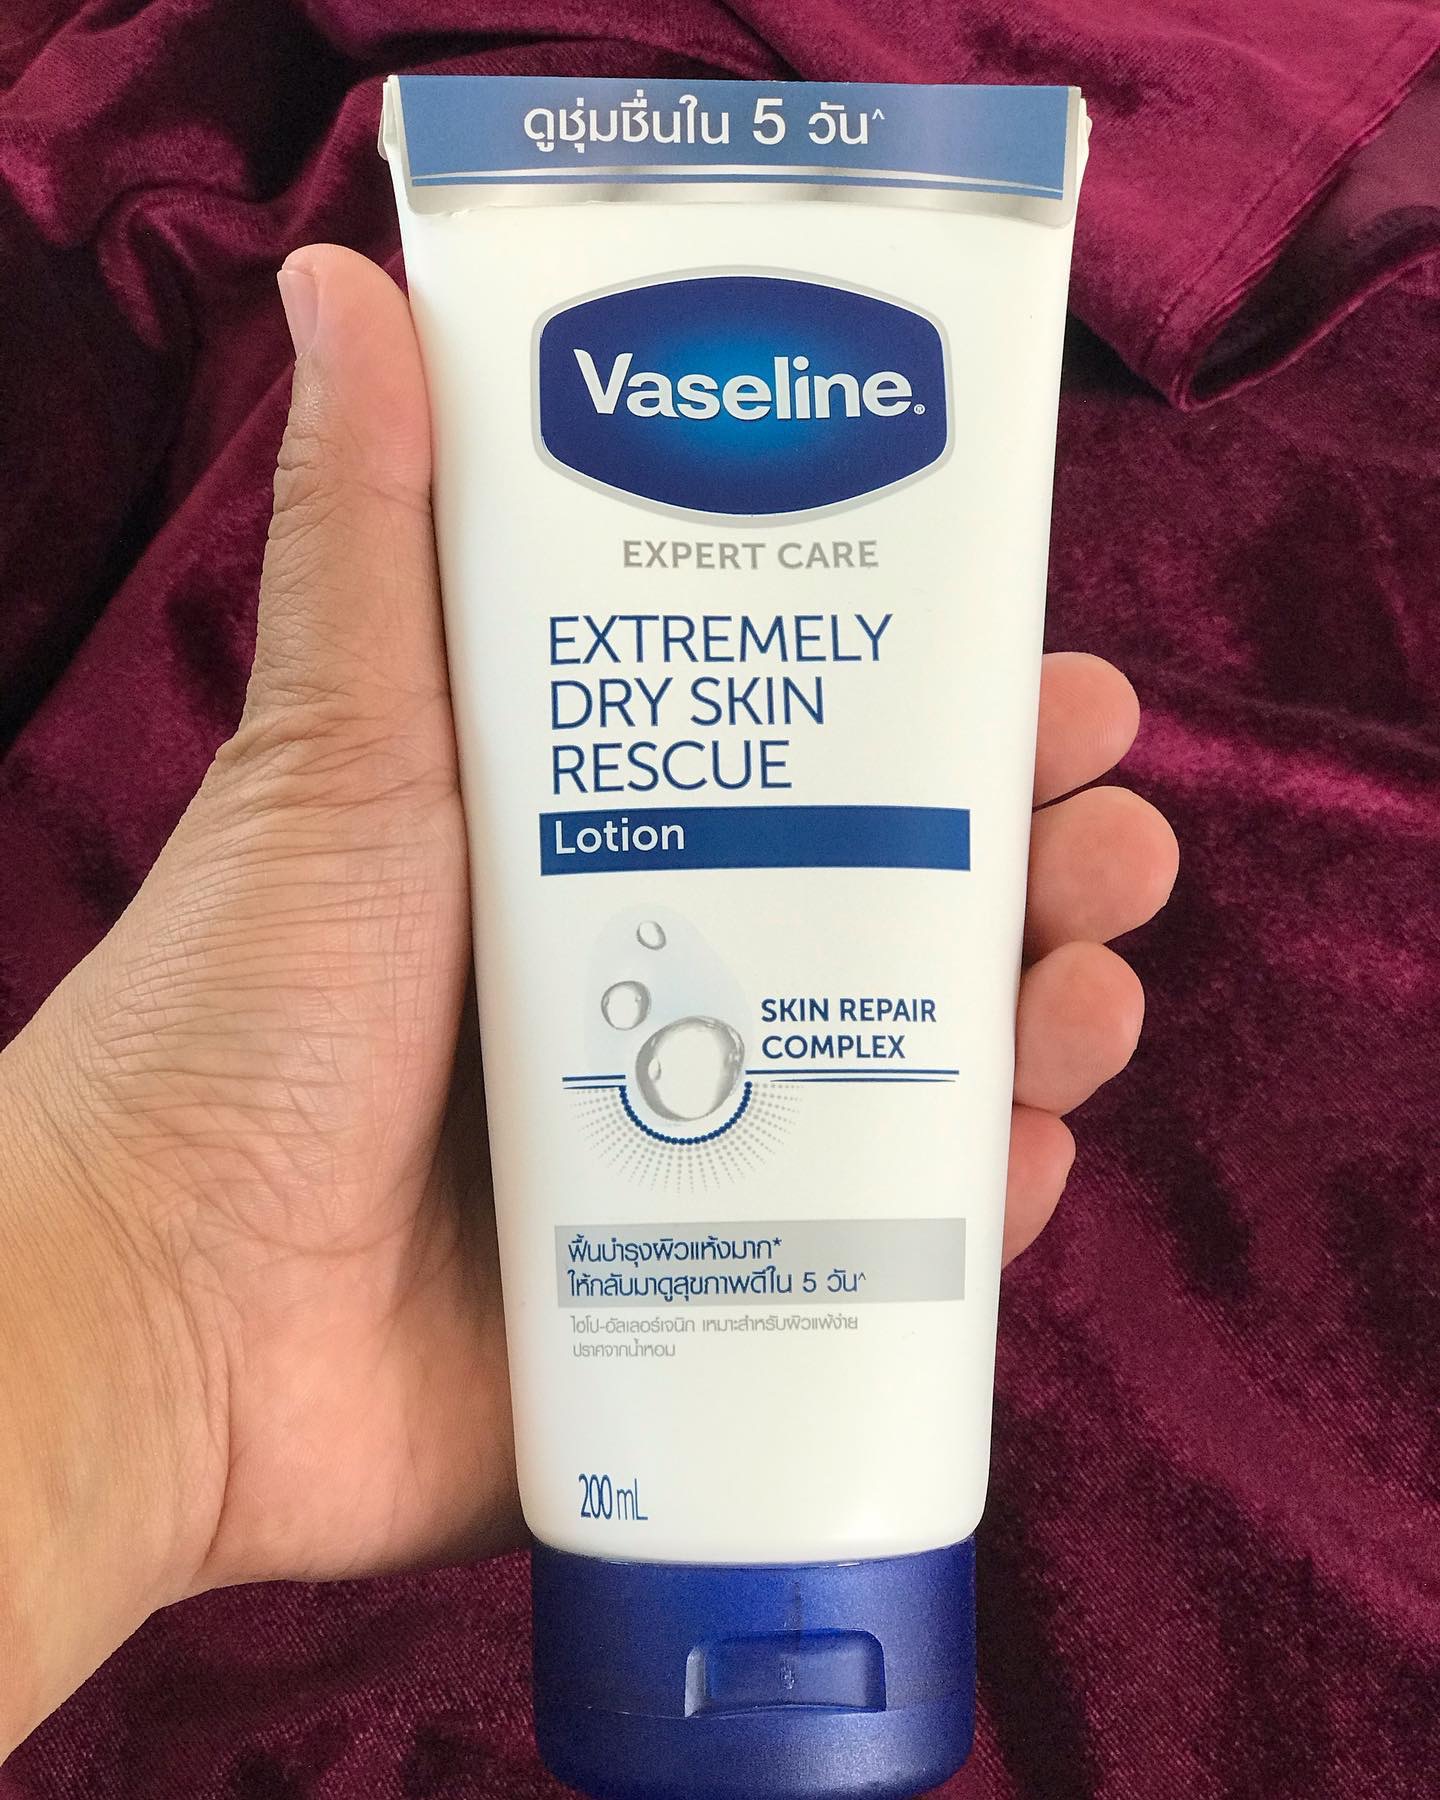 ดูชุ่มชื่นใน 5 วัน^
Vaseline®
EXPERT CARE
EXTREMELY
DRY SKIN
RESCUE
Lotion
SKIN REPAIR
COMPLEX
ฟื้นบำรุงผิวแห้งมาก*
ให้กลับมาดูสุขภาพดีใน 5 วัน^
ไฮโป-อัลเลอร์เจนิก เหมาะสำหรับผิวแพ้ง่าย
ปราศจากน้ำหอม
200 mL